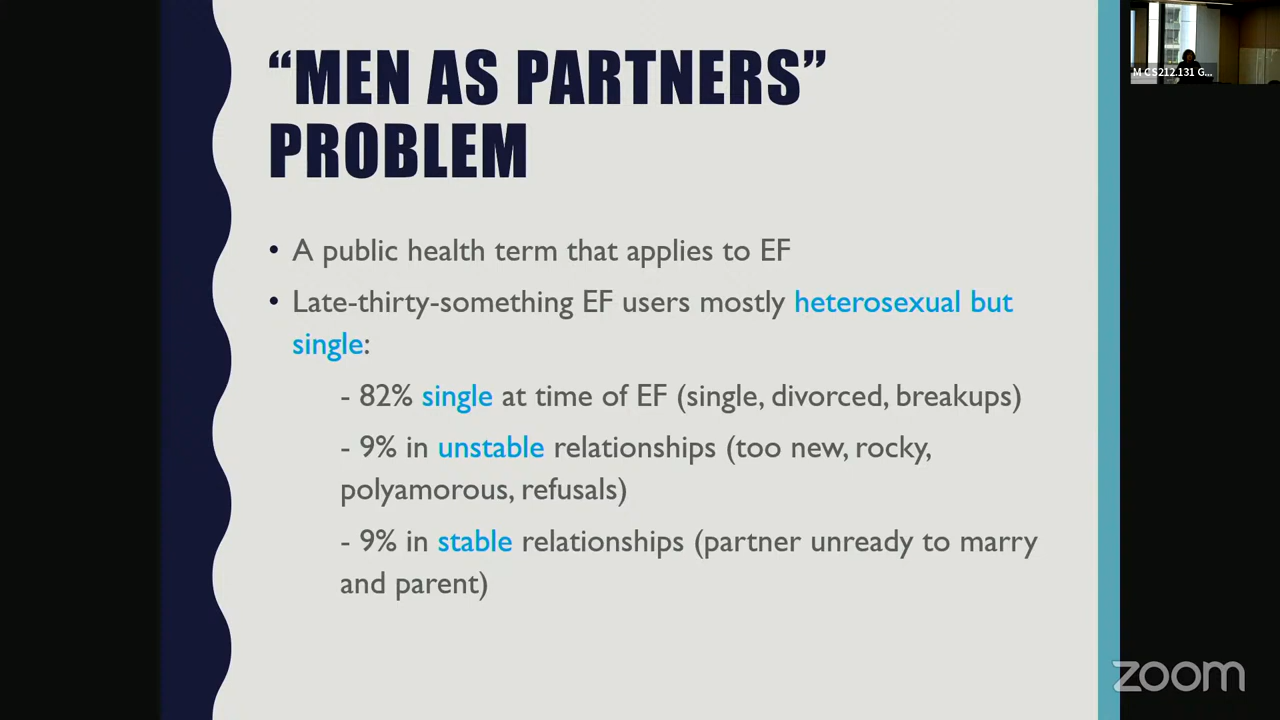 “MEN AS PARTNERS”
PROBLEM
• A public health term that applies to EF
• Late-thirty-something EF users mostly heterosexual but
single:
- 82% single at time of EF (single, divorced, breakups)
- 9% in unstable relationships (too new, rocky,
polyamorous, refusals)
- 9% in stable relationships (partner unready to marry
and parent)
M CS212.131 G...
zoom